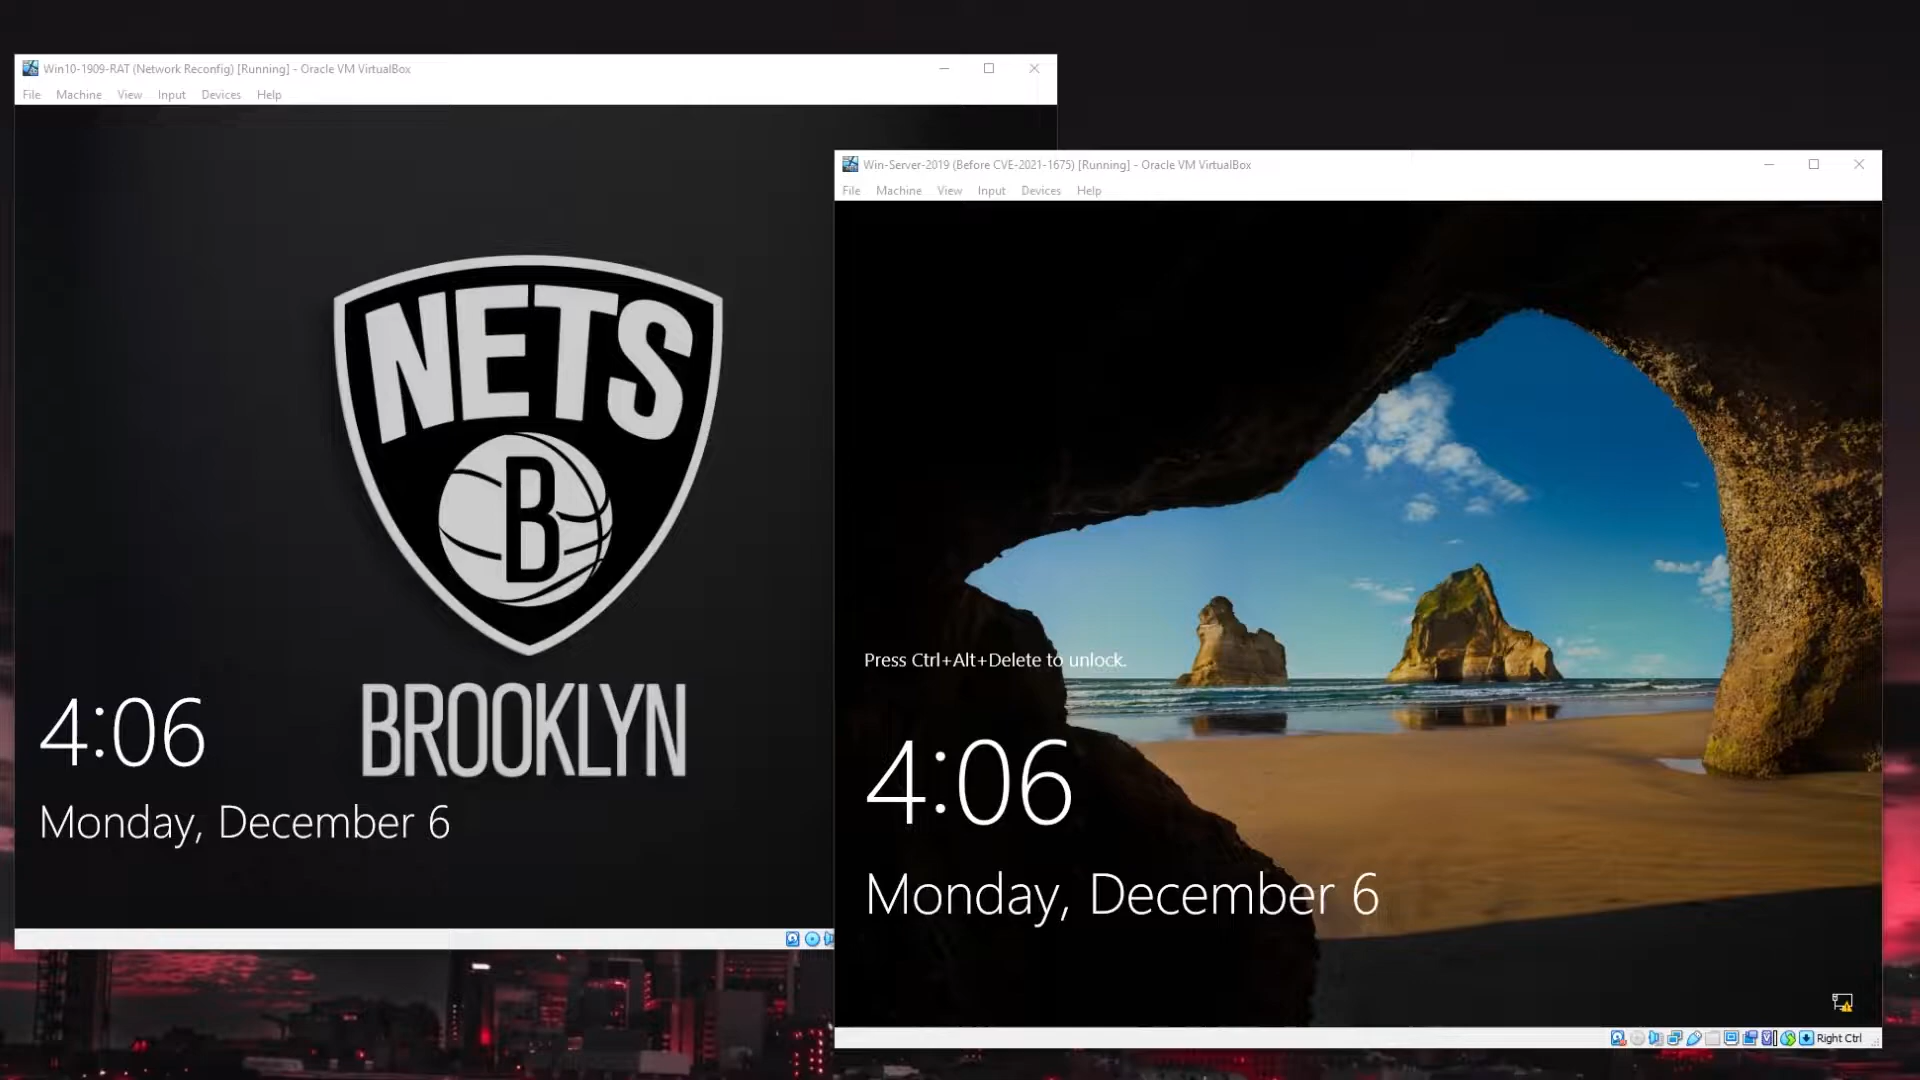 Win10-1909-RAT (Network Reconfig) [Running] - Oracle VM VirtualBox
File Machine View Input Devices Help
NETS
B
BROOKLYN
4:06
Monday, December 6
Win-Server-2019 (Before CVE-2021-1675) [Running] - Oracle VM VirtualBox
File Machine View Input Devices Help
Press Ctrl+Alt+Delete to unlock.
4:06
Monday, December 6
Right Ctrl